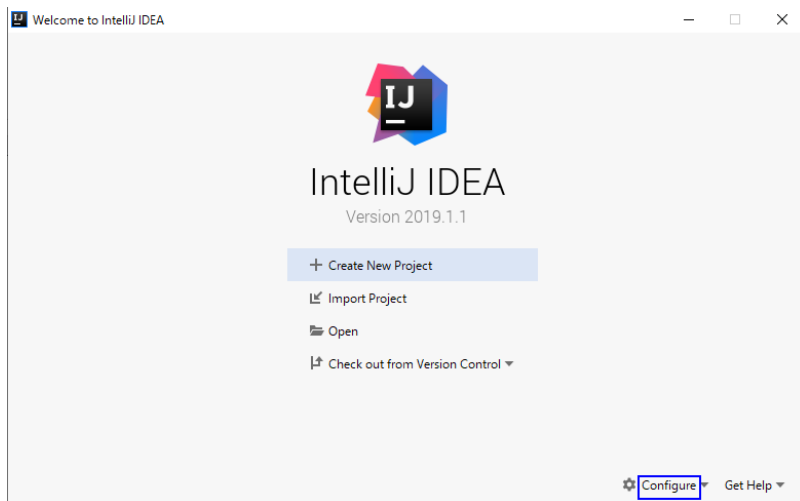 Welcome to IntelliJ IDEA
IJ
IntelliJ IDEA
Version 2019.1.1
Create New Project
Import Project
Open
Check out from Version Control
Configure
Get Help